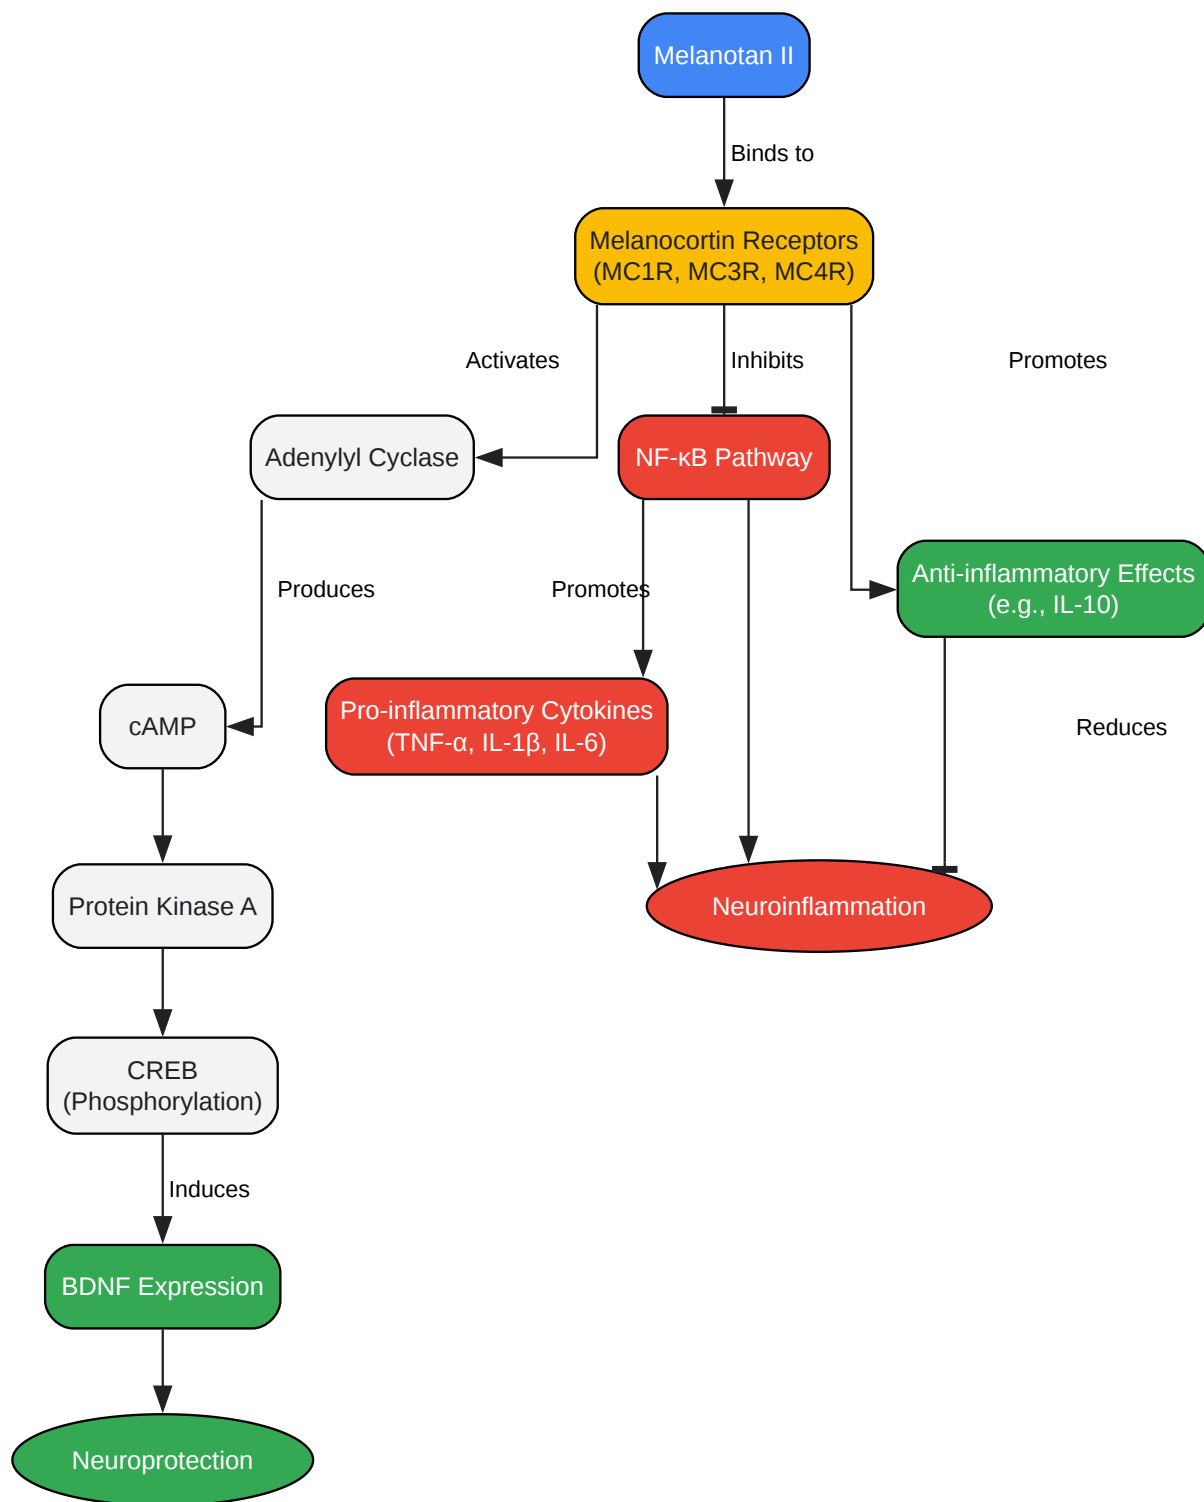 Melanotan II
Binds to
Melanocortin Receptors
(MC1R, MC3R, MC4R)
Activates
Inhibits
Promotes
Adenylyl Cyclase
NF-κB Pathway
Anti-inflammatory Effects
(e.g., IL-10)
Produces
Promotes
cAMP
Pro-inflammatory Cytokines
(TNF-α, IL-1β, IL-6)
Reduces
Protein Kinase A
Neuroinflammation
CREB
(Phosphorylation)
Induces
BDNF Expression
Neuroprotection